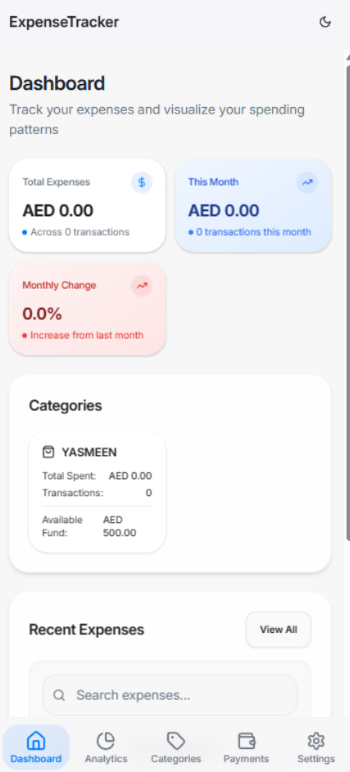 ExpenseTracker
Dashboard
Track your expenses and visualize your spending
patterns
Total Expenses
$
AED 0.00
Across 0 transactions
This Month
AED 0.00
0 transactions this month
Monthly Change
0.0%
Increase from last month
Categories
YASMEEN
Total Spent: AED 0.00
Transactions: 0
Available Fund: AED 500.00
Recent Expenses
View All
Search expenses...
Dashboard
Analytics
Categories
Payments
Settings